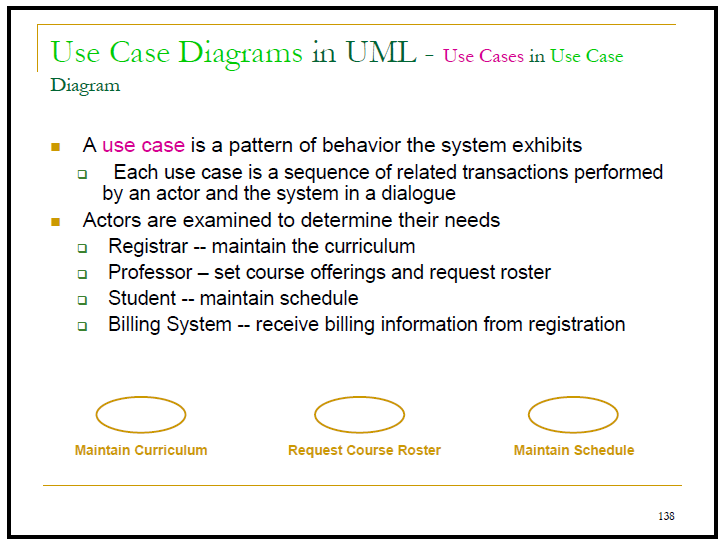 Use Case Diagrams in UML - Use Cases in Use Case
Diagram
A use case is a pattern of behavior the system exhibits
Each use case is a sequence of related transactions performed
by an actor and the system in a dialogue
Actors are examined to determine their needs
Registrar -- maintain the curriculum
Professor – set course offerings and request roster
Student -- maintain schedule
Billing System -- receive billing information from registration
Maintain Curriculum
Request Course Roster
Maintain Schedule
138